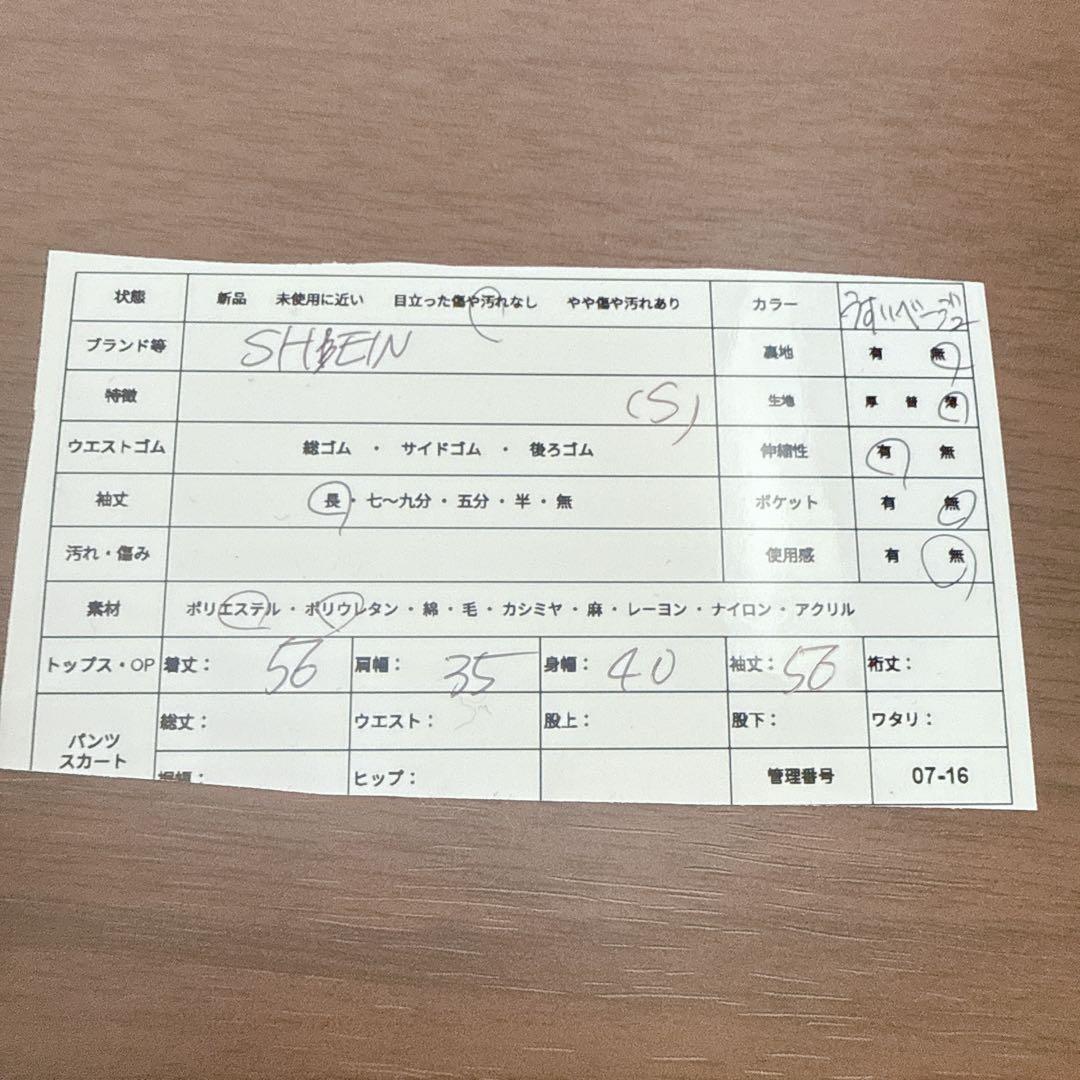 状態 新品 未使用に近い 目立った傷や汚れなし やや傷や汚れあり カラー うすいベージュ
ブランド等 SHEIN 裏地 有 無
特徴 (S) 生地 厚 普 薄
ウエストゴム 総ゴム ・ サイドゴム ・ 後ろゴム 伸縮性 有 無
袖丈 長・七〜九分・五分・半・無 ポケット 有 無
汚れ・傷み 使用感 有 無
素材 ポリエステル・ポリウレタン・綿・毛・カシミヤ・麻・レーヨン・ナイロン・アクリル
トップス・OP 着丈: 56 肩幅: 35 身幅: 40 袖丈: 56 裄丈:
パンツ スカート 総丈: ウエスト: 股上: 股下: ワタリ:
裾幅: ヒップ: 管理番号 07-16